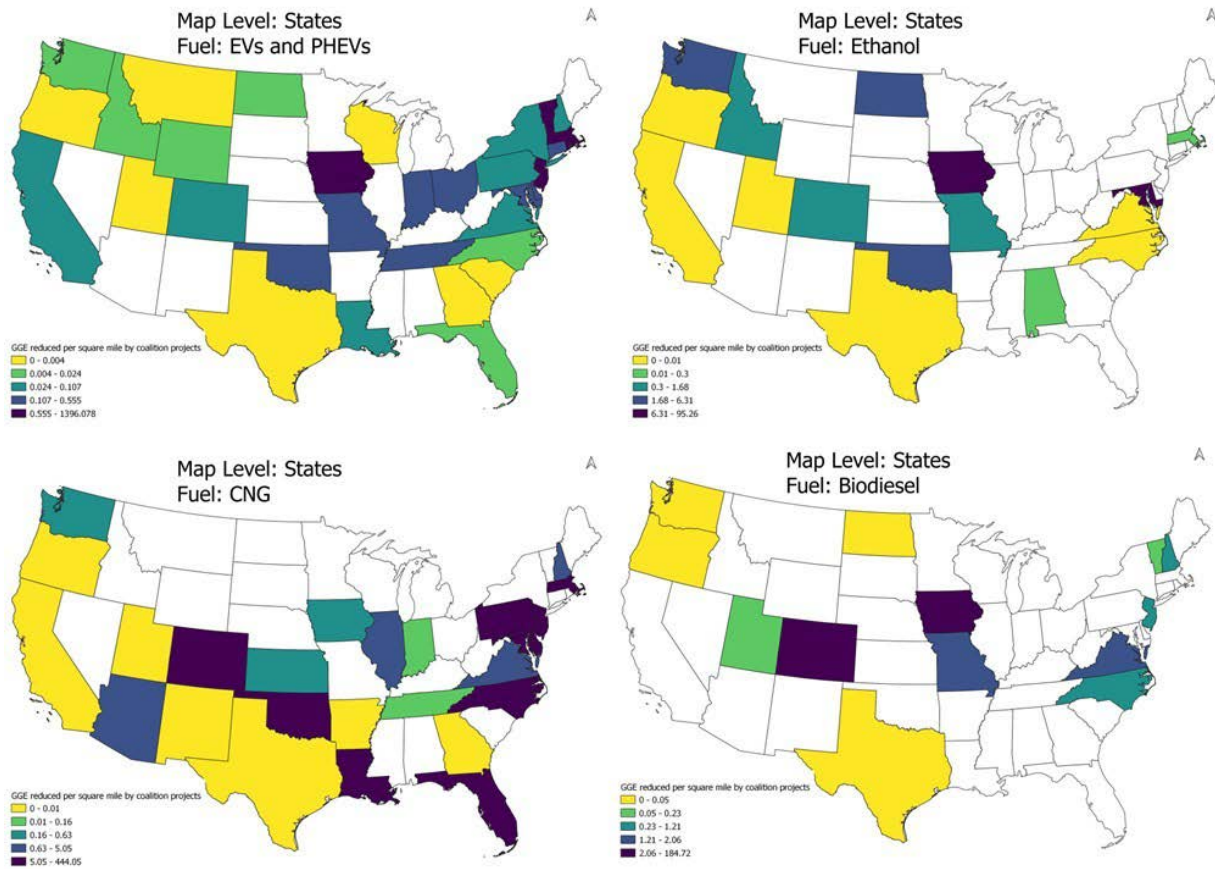 Map Level: States
Fuel: EVs and PHEVs
GGE reduced per square mile by coalition projects
0 - 0.004
0.004 - 0.024
0.024 - 0.107
0.107 - 0.555
0.555 - 1396.078
Map Level: States
Fuel: Ethanol
GGE reduced per square mile by coalition projects
0 - 0.01
0.01 - 0.3
0.3 - 1.68
1.68 - 6.31
6.31 - 95.26
Map Level: States
Fuel: CNG
GGE reduced per square mile by coalition projects
0 - 0.01
0.01 - 0.16
0.16 - 0.63
0.63 - 5.05
5.05 - 444.05
Map Level: States
Fuel: Biodiesel
GGE reduced per square mile by coalition projects
0 - 0.05
0.05 - 0.23
0.23 - 1.21
1.21 - 2.06
2.06 - 184.72